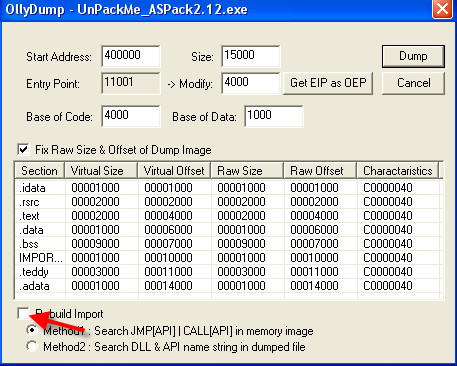 OllyDump - UnPackMe_ASPack2.12.exe
Start Address: 400000 Size: 15000 Dump
Entry Point: 11001 -> Modify: 4000 Get EIP as OEP Cancel
Base of Code: 4000 Base of Data: 1000
Fix Raw Size & Offset of Dump Image
Section Virtual Size Virtual Offset Raw Size Raw Offset Charactaristics
.idata 00001000 00001000 00001000 00001000 C0000040
.rsrc 00002000 00002000 00002000 00002000 C0000040
.text 00002000 00004000 00002000 00004000 C0000040
.data 00001000 00006000 00001000 00006000 C0000040
.bss 00009000 00007000 00009000 00007000 C0000040
IMPOR... 00001000 00010000 00001000 00010000 C0000040
.teddy 00003000 00011000 00003000 00011000 C0000040
.adata 00001000 00014000 00001000 00014000 C0000040
Rebuild Import
Method1 : Search JMP[API] | CALL[API] in memory image
Method2 : Search DLL & API name string in dumped file